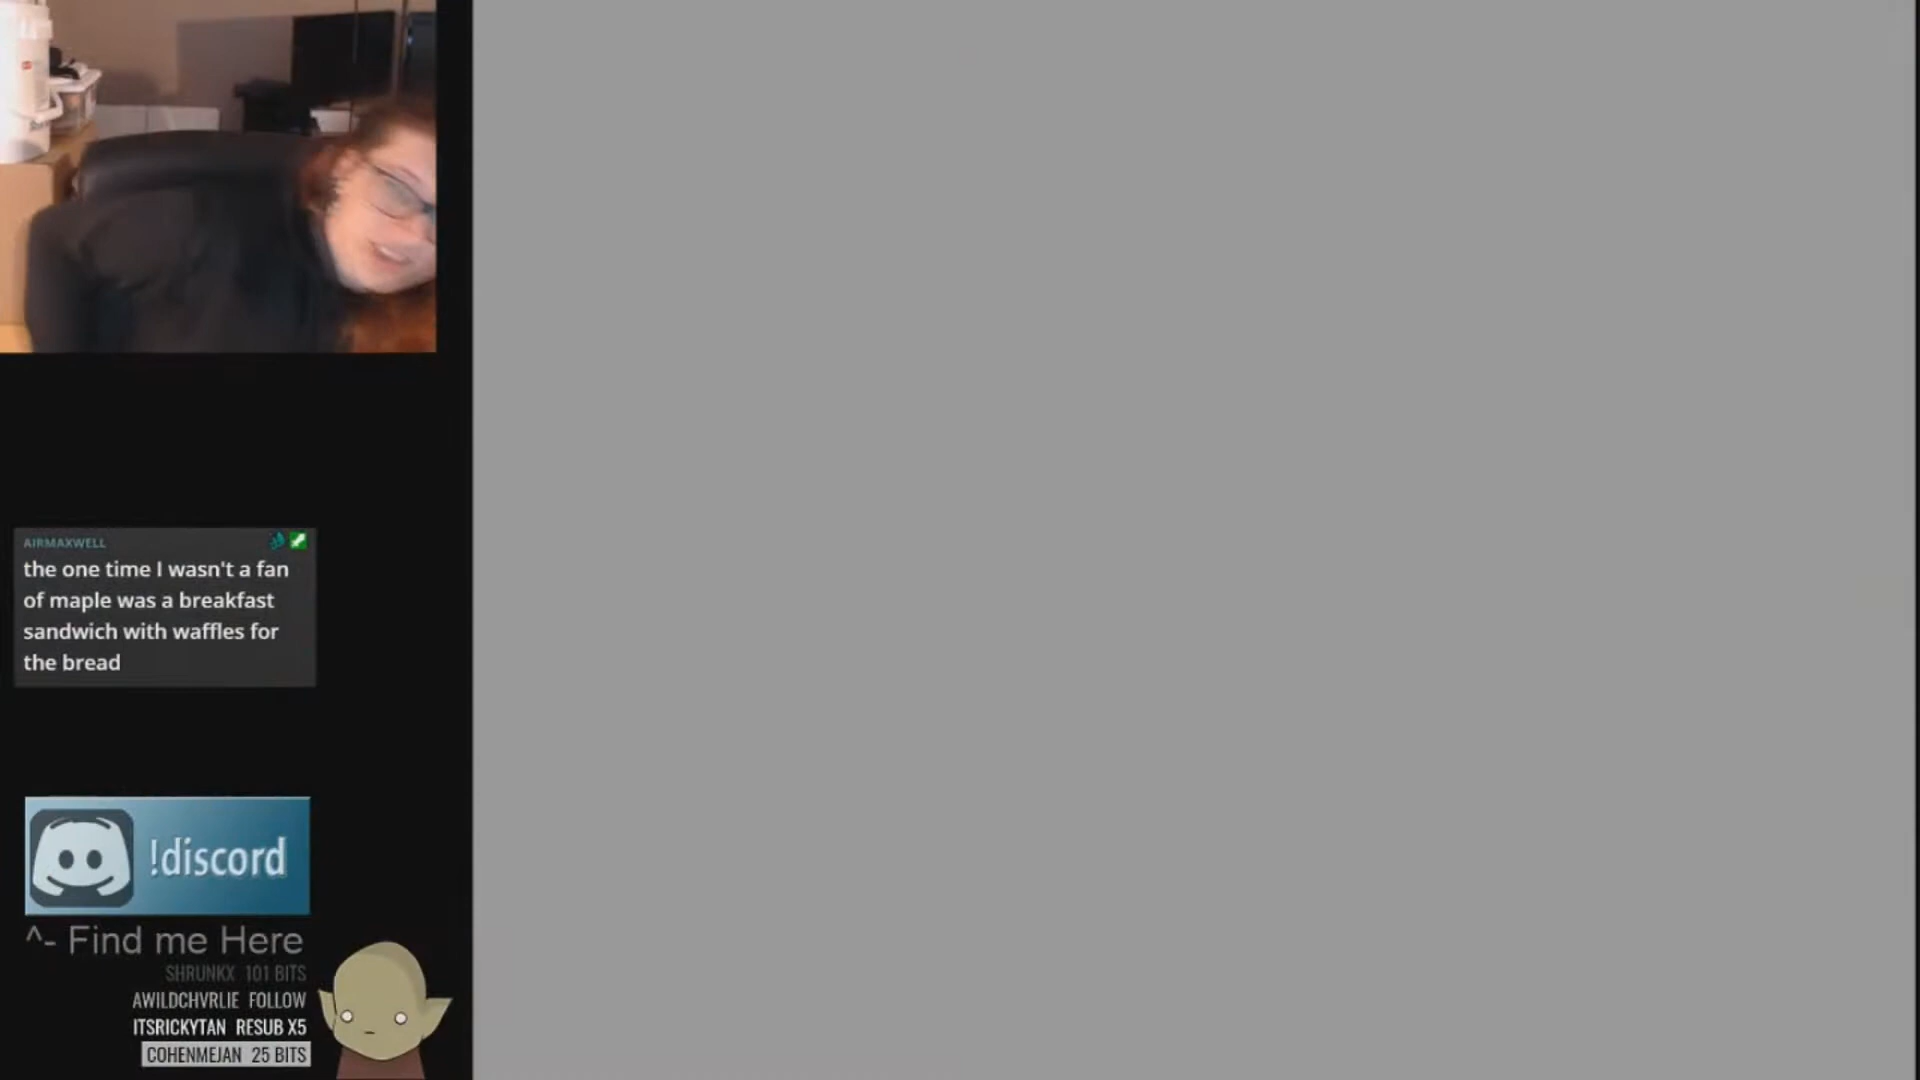 AIRMAXWELL
the one time I wasn't a fan
of maple was a breakfast
sandwich with waffles for
the bread
!discord
^- Find me Here
SHRUNKX 101 BITS
AWILDCHVRLIE FOLLOW
ITSRICKYTAN RESUB X5
COHENMEJAN 25 BITS